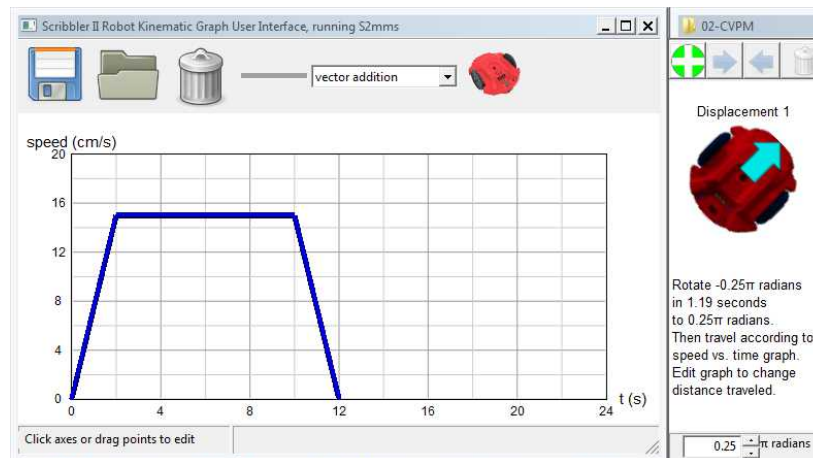 Scribbler II Robot Kinematic Graph User Interface, running S2mms
02-CVPM
vector addition
Displacement 1
speed (cm/s)
20
16
12
8
4
0
0 4 8 12 16 20 24
t (s)
Rotate -0.25π radians
in 1.19 seconds
to 0.25π radians.
Then travel according to
speed vs. time graph.
Edit graph to change
distance traveled.
Click axes or drag points to edit
0.25 π radians